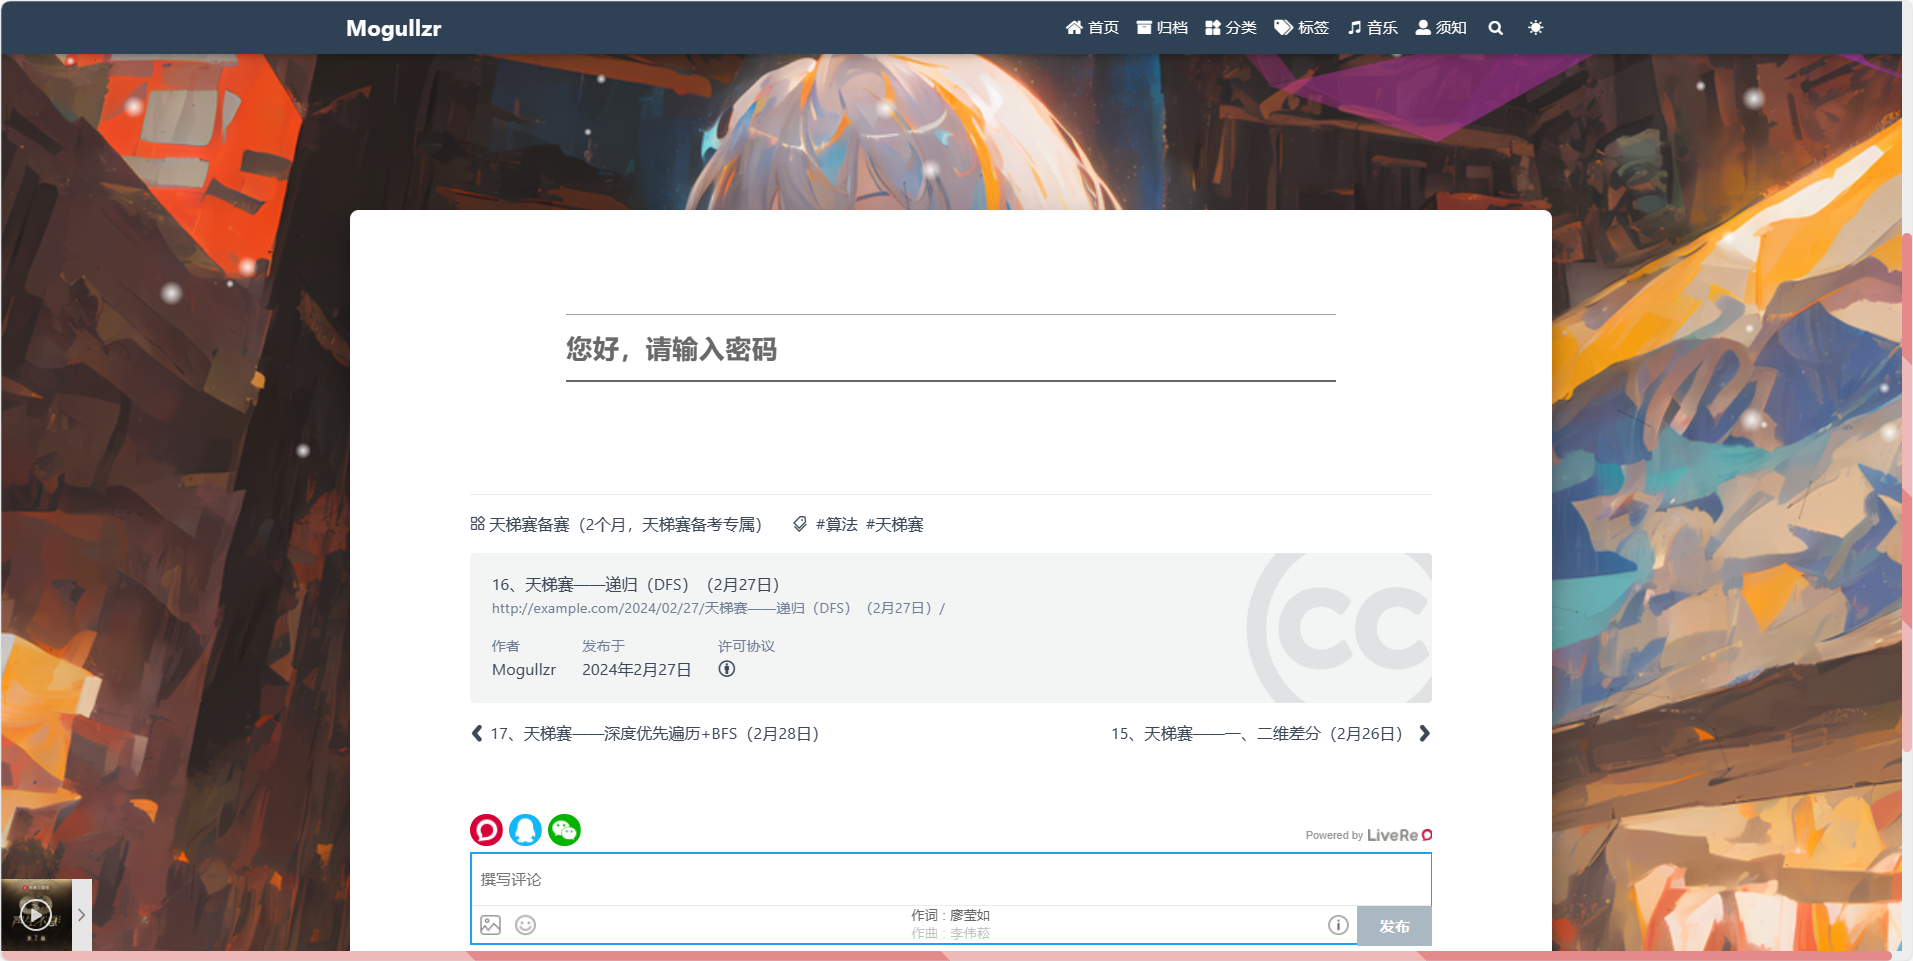 Mogullzr
首页 归档 分类 标签 音乐 须知
您好，请输入密码
天梯赛备赛（2个月，天梯赛备考专属） #算法 #天梯赛
16、天梯赛——递归（DFS）（2月27日）
http://example.com/2024/02/27/天梯赛——递归（DFS）（2月27日）/
作者 发布于 许可协议
Mogullzr 2024年2月27日
17、天梯赛——深度优先遍历+BFS（2月28日） 15、天梯赛——一、二维差分（2月26日）
Powered by LiveRe
撰写评论
作词 : 廖莹如
作曲 : 李伟菘
发布